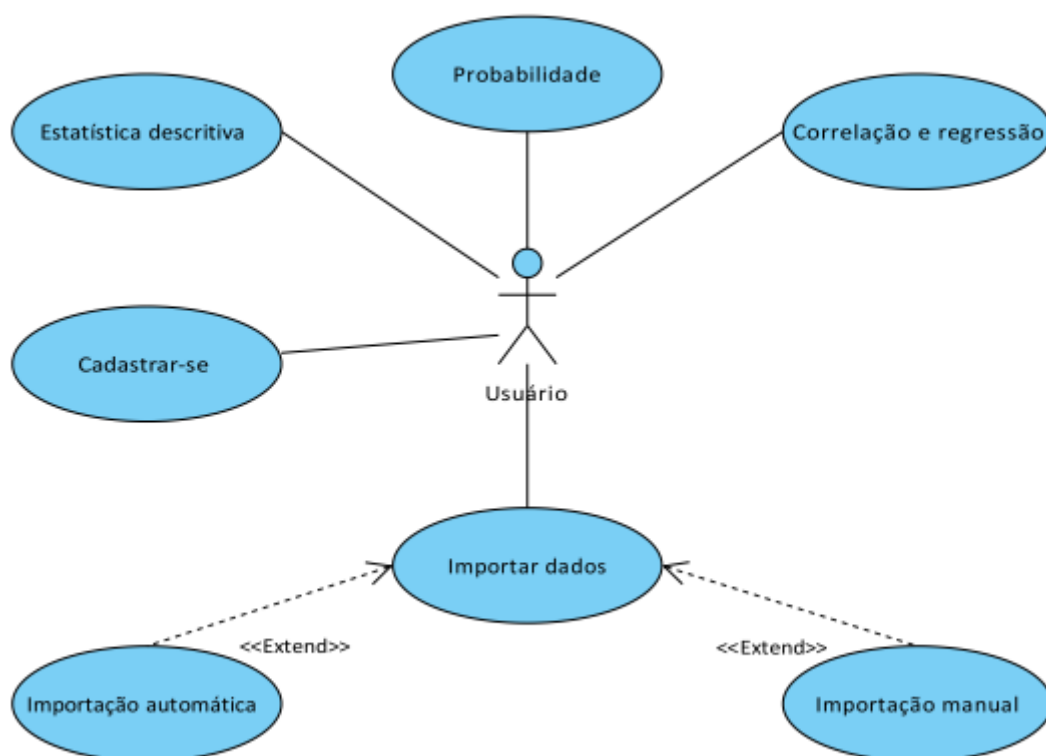 Probabilidade
Estatística descritiva
Correlação e regressão
Cadastrar-se
Usuário
Importar dados
<<Extend>>
<<Extend>>
Importação automática
Importação manual